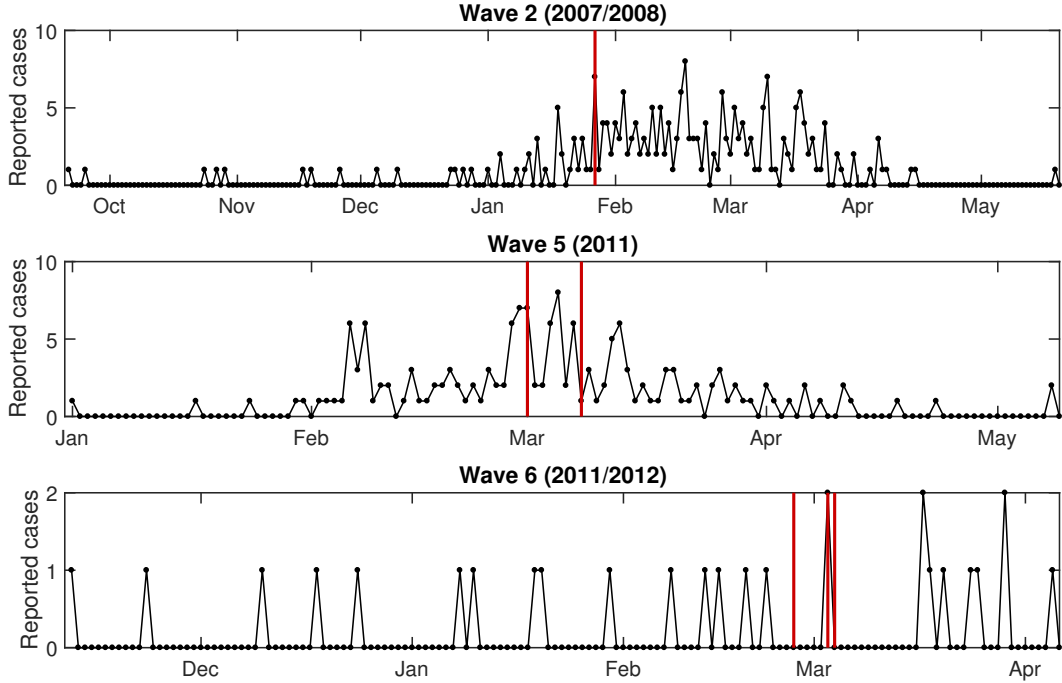 Wave 2 (2007/2008)
Reported cases
10
5
0
Oct Nov Dec Jan Feb Mar Apr May
Wave 5 (2011)
Reported cases
10
5
0
Jan Feb Mar Apr May
Wave 6 (2011/2012)
Reported cases
2
1
0
Dec Jan Feb Mar Apr